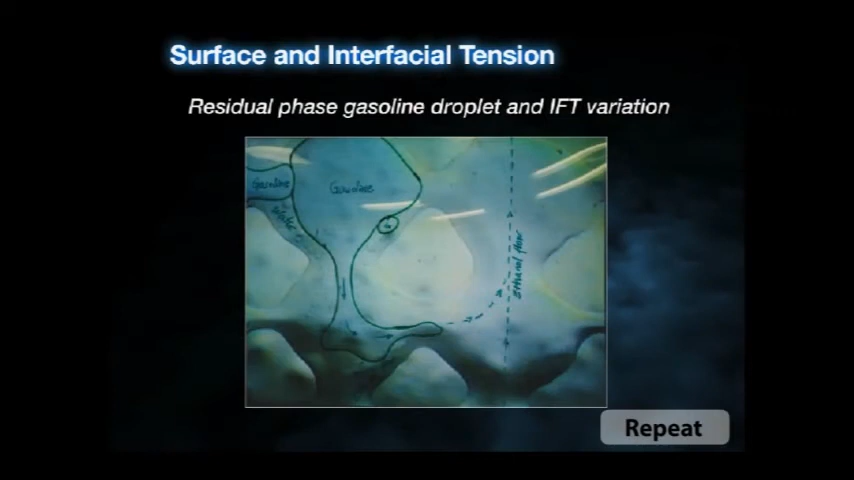 Surface and Interfacial Tension
Residual phase gasoline droplet and IFT variation
Gasoline
Gasoline
Water
Ethanol flow
Repeat